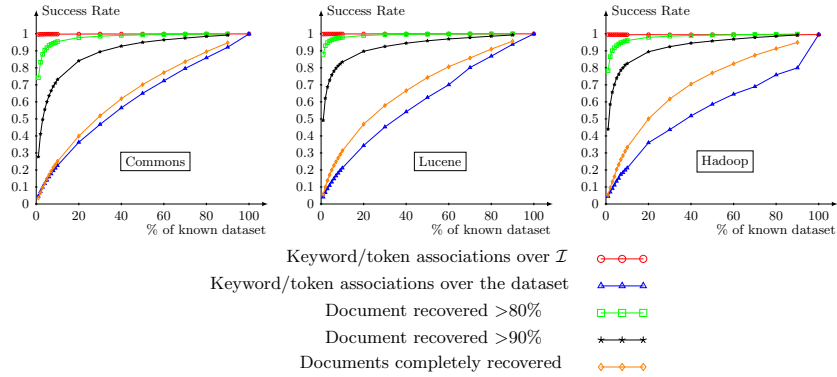 Success Rate
1
0.9
0.8
0.7
0.6
0.5
0.4
0.3
0.2
0.1
0
0 20 40 60 80 100
% of known dataset
Commons
Success Rate
1
0.9
0.8
0.7
0.6
0.5
0.4
0.3
0.2
0.1
0
0 20 40 60 80 100
% of known dataset
Lucene
Success Rate
1
0.9
0.8
0.7
0.6
0.5
0.4
0.3
0.2
0.1
0
0 20 40 60 80 100
% of known dataset
Hadoop
Keyword/token associations over ℐ
Keyword/token associations over the dataset
Document recovered >80%
Document recovered >90%
Documents completely recovered